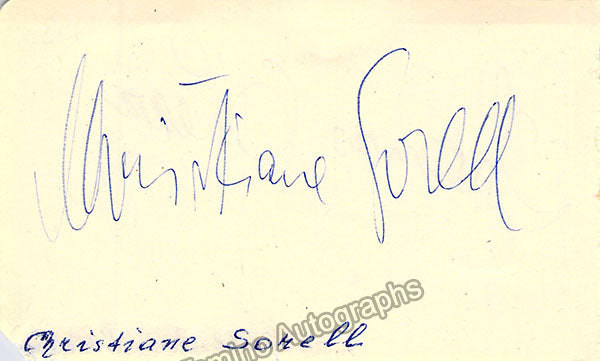 Christiane Sorell
Christiane Sorell
Tamino Autographs